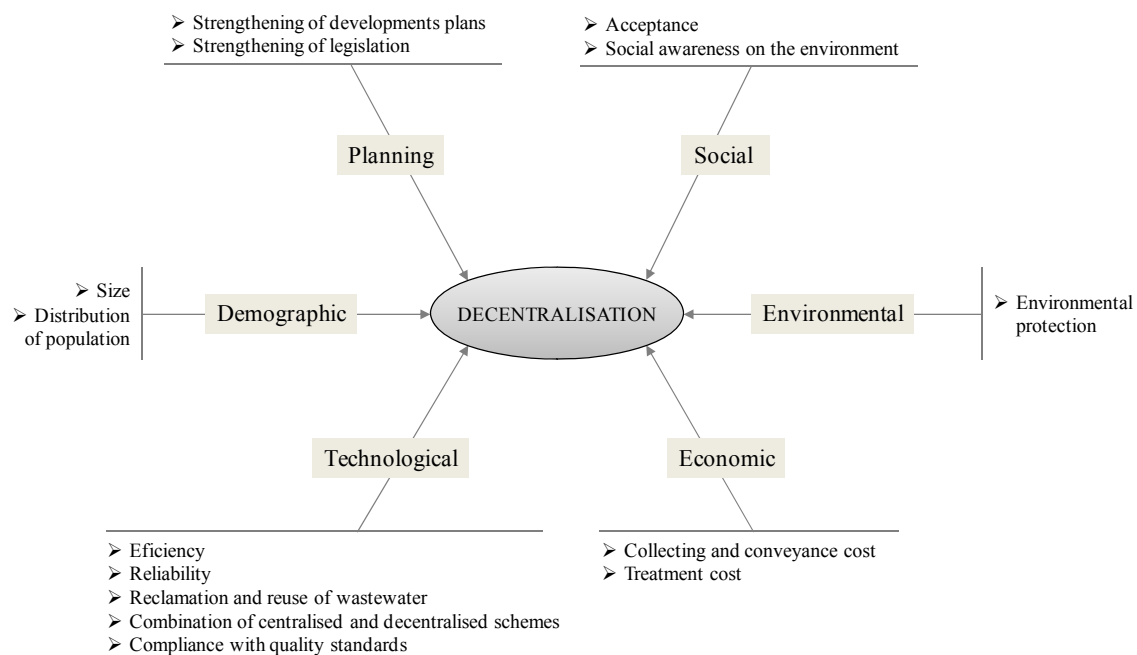 ➢ Strengthening of developments plans
➢ Strengthening of legislation
➢ Acceptance
➢ Social awareness on the environment
Planning
Social
➢ Size
➢ Distribution
of population
Demographic
DECENTRALISATION
Environmental
➢ Environmental
protection
Technological
Economic
➢ Eficiency
➢ Reliability
➢ Reclamation and reuse of wastewater
➢ Combination of centralised and decentralised schemes
➢ Compliance with quality standards
➢ Collecting and conveyance cost
➢ Treatment cost